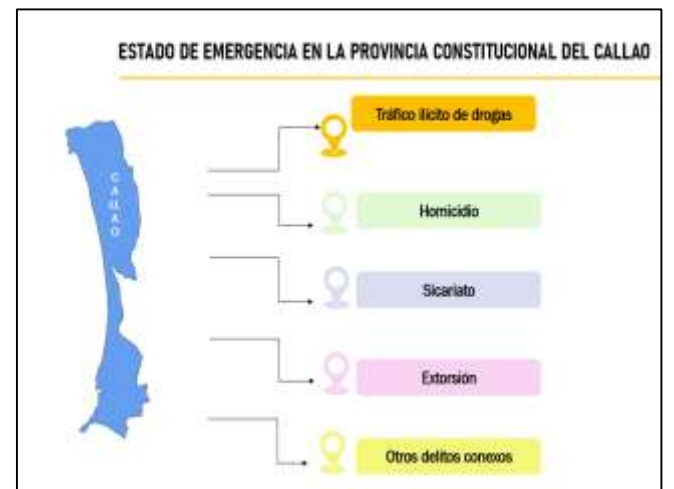 ESTADO DE EMERGENCIA EN LA PROVINCIA CONSTITUCIONAL DEL CALLAO
Tráfico ilícito de drogas
CALLAO
Homicidio
Sicariato
Extorsión
Otros delitos conexos